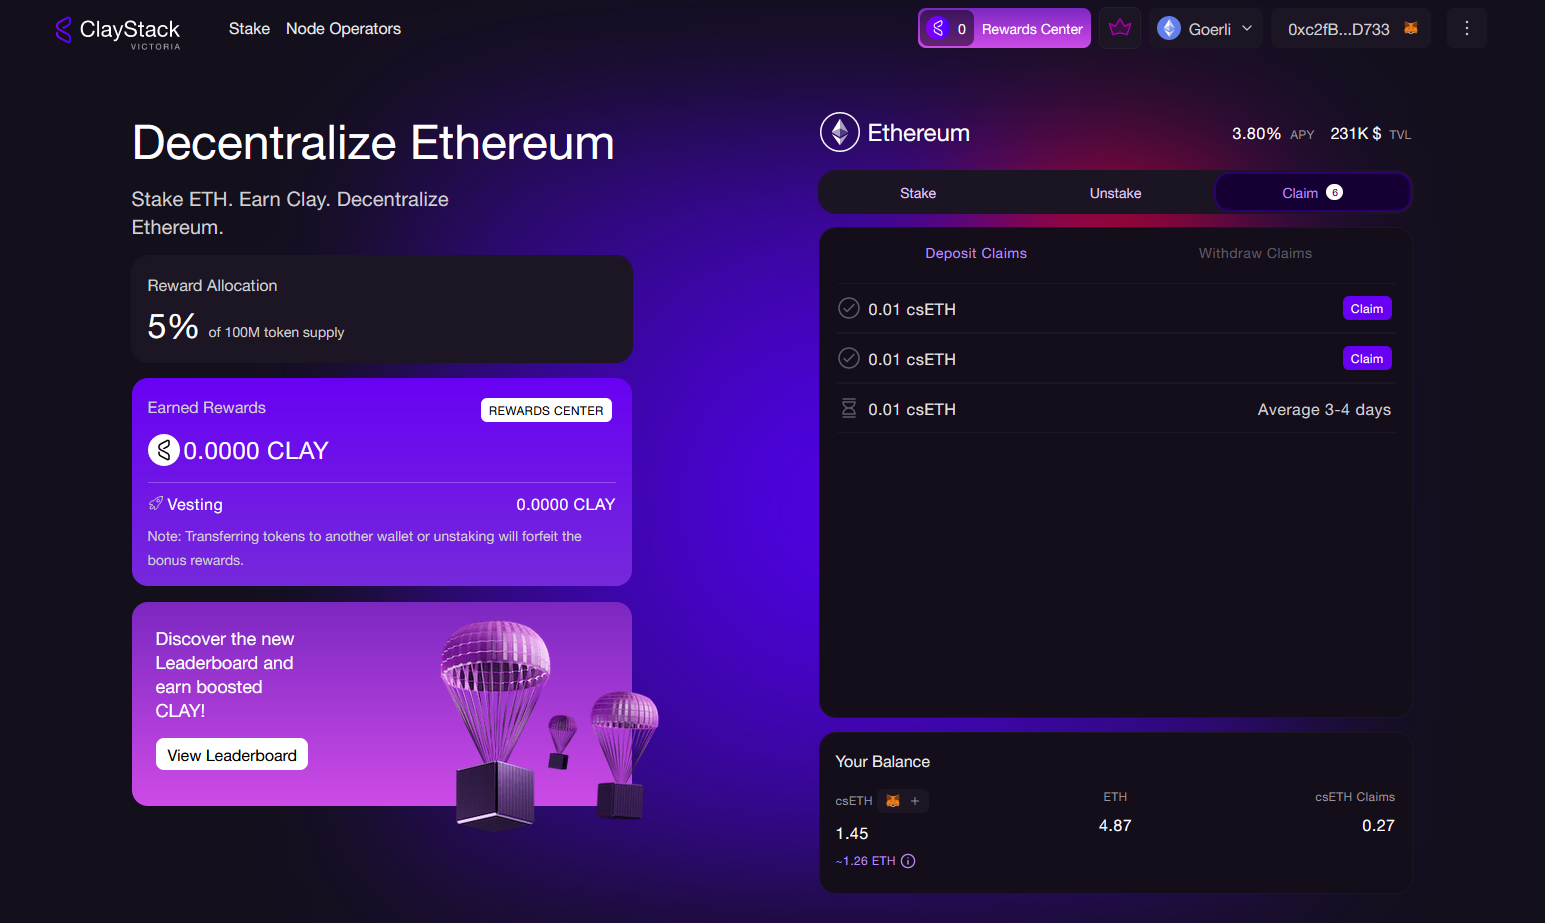 ClayStack
VICTORIA
Stake
Node Operators
0
Rewards Center
Goerli
0xc2fB...D733
Decentralize Ethereum
Stake ETH. Earn Clay. Decentralize
Ethereum.
Reward Allocation
5% of 100M token supply
Earned Rewards
REWARDS CENTER
0.0000 CLAY
Vesting
0.0000 CLAY
Note: Transferring tokens to another wallet or unstaking will forfeit the
bonus rewards.
Discover the new
Leaderboard and
earn boosted
CLAY!
View Leaderboard
Ethereum
3.80% APY 231K $ TVL
Stake
Unstake
Claim 6
Deposit Claims
Withdraw Claims
0.01 csETH
Claim
0.01 csETH
Claim
0.01 csETH
Average 3-4 days
Your Balance
csETH +
1.45
~1.26 ETH
ETH
4.87
csETH Claims
0.27